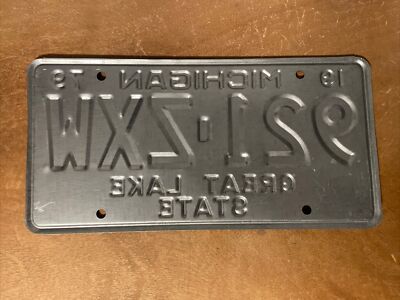 19 MICHIGAN 79
921·ZXW
GREAT LAKE
STATE